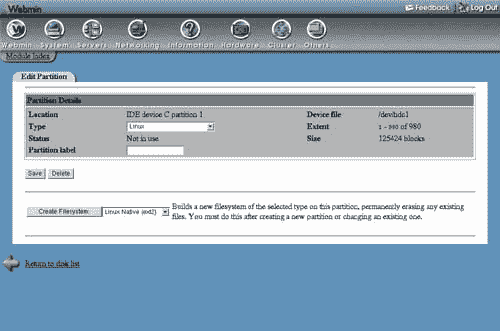 Webmin
Feedback Log Out
Webmin System Servers Networking Information Hardware Cluster Others
Module Index
Edit Partition
Partition Details
Location IDE device C partition 1 Device file /dev/hdc1
Type Linux Extent 1 - 980 of 980
Status Not in use Size 125424 blocks
Partition label
Save Delete
Create Filesystem Linux Native (ext2) Builds a new filesystem of the selected type on this partition, permanently erasing any existing
files. You must do this after creating a new partition or changing an existing one.
Return to disk list